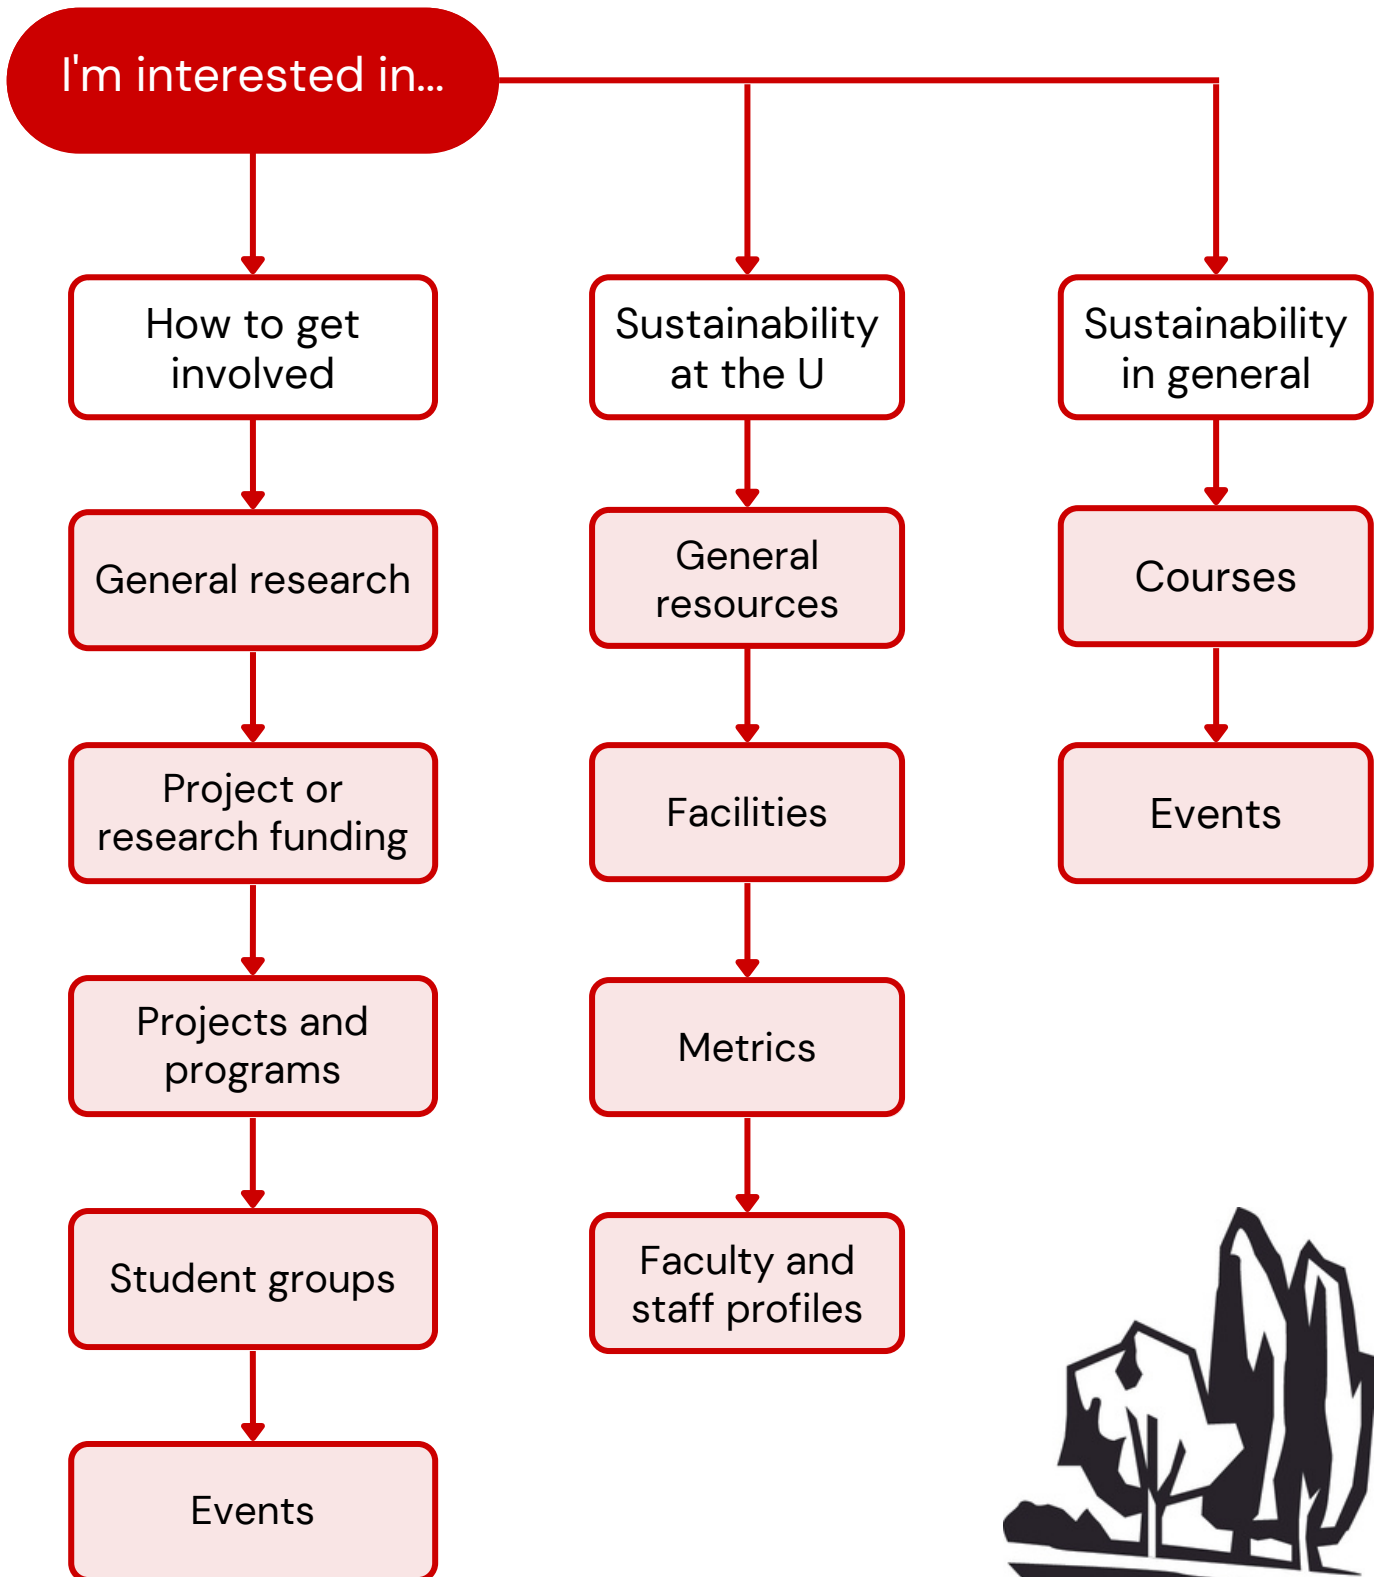 I'm interested in...
How to get
involved
General research
Project or
research funding
Projects and
programs
Student groups
Events
Sustainability
at the U
General
resources
Facilities
Metrics
Faculty and
staff profiles
Sustainability
in general
Courses
Events